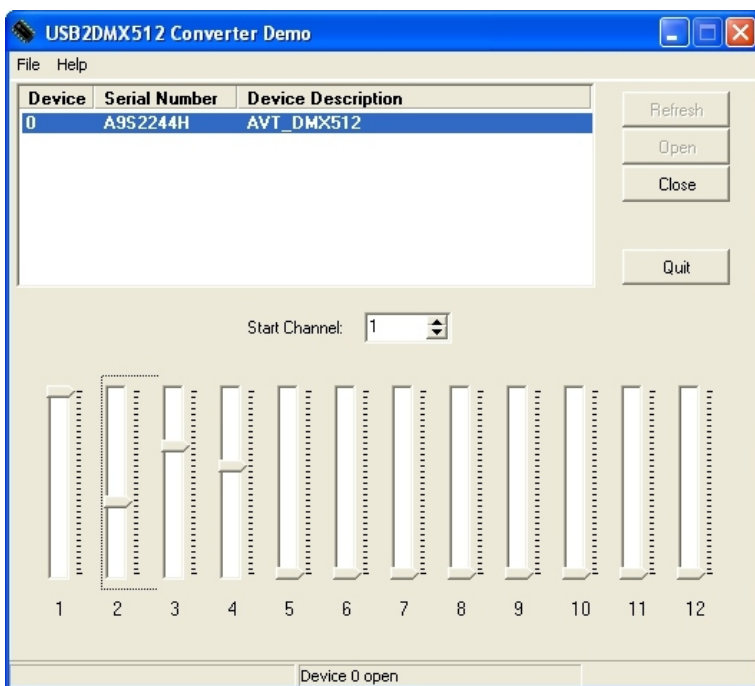 USB2DMX512 Converter Demo
File Help
Device Serial Number Device Description
0 A9S2244H AVT_DMX512
Refresh
Open
Close
Quit
Start Channel: 1
1 2 3 4 5 6 7 8 9 10 11 12
Device 0 open